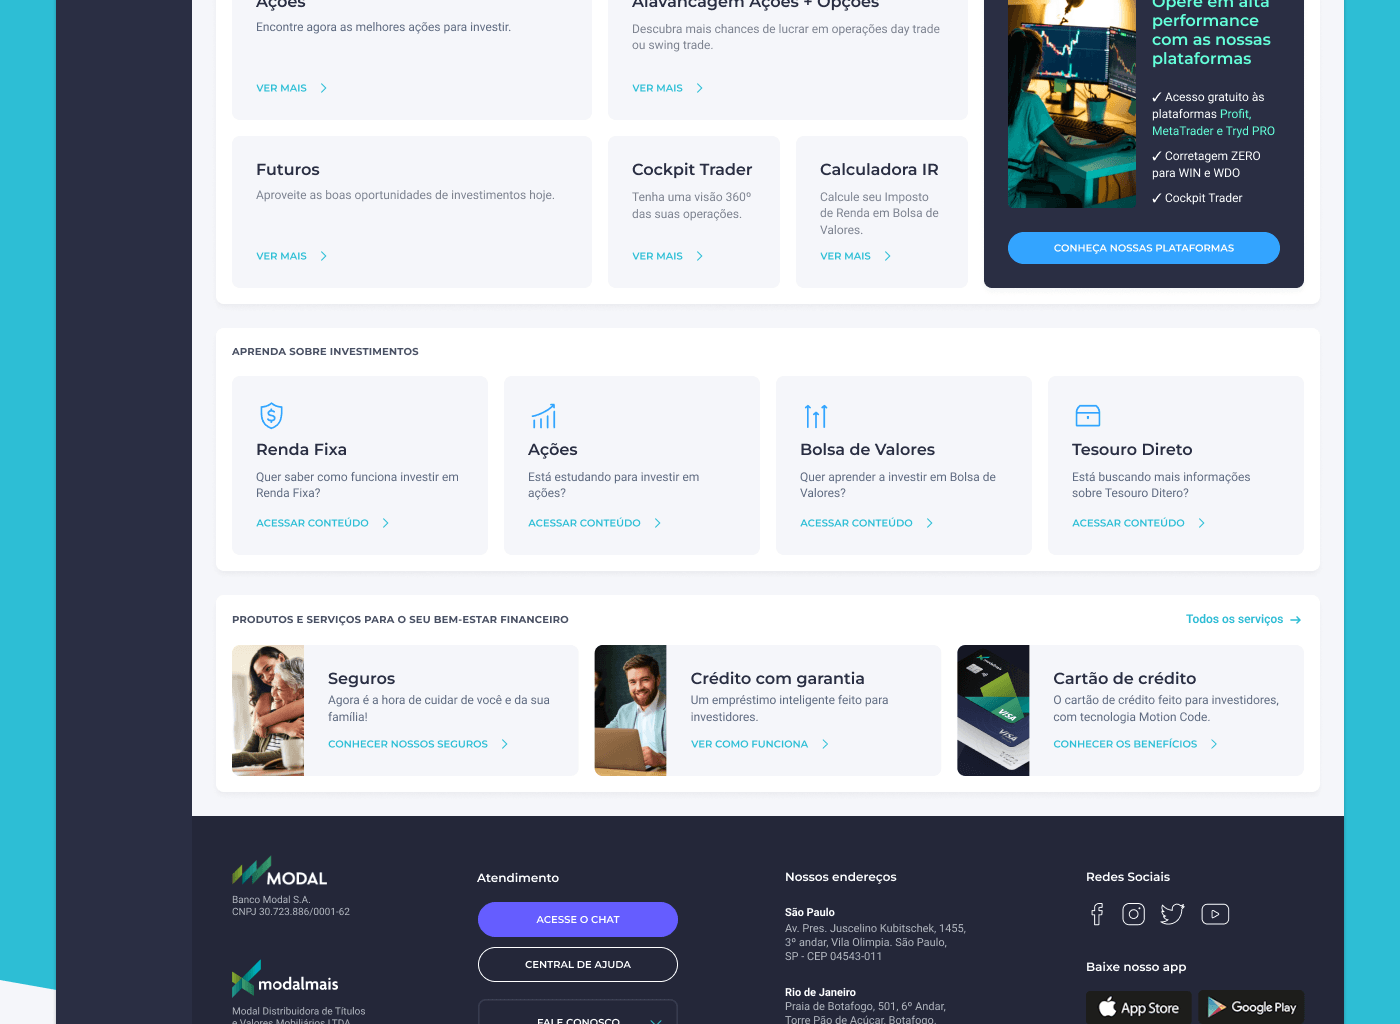 Ações
Encontre agora as melhores ações para investir.
VER MAIS
Alavancagem Ações + Opções
Descubra mais chances de lucrar em operações day trade
ou swing trade.
VER MAIS
Opere em alta
performance
com as nossas
plataformas
✓ Acesso gratuito às
plataformas Profit,
MetaTrader e Tryd PRO
✓ Corretagem ZERO
para WIN e WDO
✓ Cockpit Trader
CONHEÇA NOSSAS PLATAFORMAS
Futuros
Aproveite as boas oportunidades de investimentos hoje.
VER MAIS
Cockpit Trader
Tenha uma visão 360º
das suas operações.
VER MAIS
Calculadora IR
Calcule seu Imposto
de Renda em Bolsa de
Valores.
VER MAIS
APRENDA SOBRE INVESTIMENTOS
Renda Fixa
Quer saber como funciona investir em
Renda Fixa?
ACESSAR CONTEÚDO
Ações
Está estudando para investir em
ações?
ACESSAR CONTEÚDO
Bolsa de Valores
Quer aprender a investir em Bolsa de
Valores?
ACESSAR CONTEÚDO
Tesouro Direto
Está buscando mais informações
sobre Tesouro Ditero?
ACESSAR CONTEÚDO
PRODUTOS E SERVIÇOS PARA O SEU BEM-ESTAR FINANCEIRO
Todos os serviços
Seguros
Agora é a hora de cuidar de você e da sua
família!
CONHECER NOSSOS SEGUROS
Crédito com garantia
Um empréstimo inteligente feito para
investidores.
VER COMO FUNCIONA
VISA
VISA
Cartão de crédito
O cartão de crédito feito para investidores,
com tecnologia Motion Code.
CONHECER OS BENEFÍCIOS
MODAL
Banco Modal S.A.
CNPJ 30.723.886/0001-62
modalmais
Modal Distribuidora de Títulos
e Valores Mobiliários LTDA
Atendimento
ACESSE O CHAT
CENTRAL DE AJUDA
FALE CONOSCO
Nossos endereços
São Paulo
Av. Pres. Juscelino Kubitschek, 1455,
3º andar, Vila Olimpia. São Paulo,
SP - CEP 04543-011
Rio de Janeiro
Praia de Botafogo, 501, 6º Andar,
Torre Pão de Açúcar, Botafogo,
Redes Sociais
Baixe nosso app
App Store
Google Play